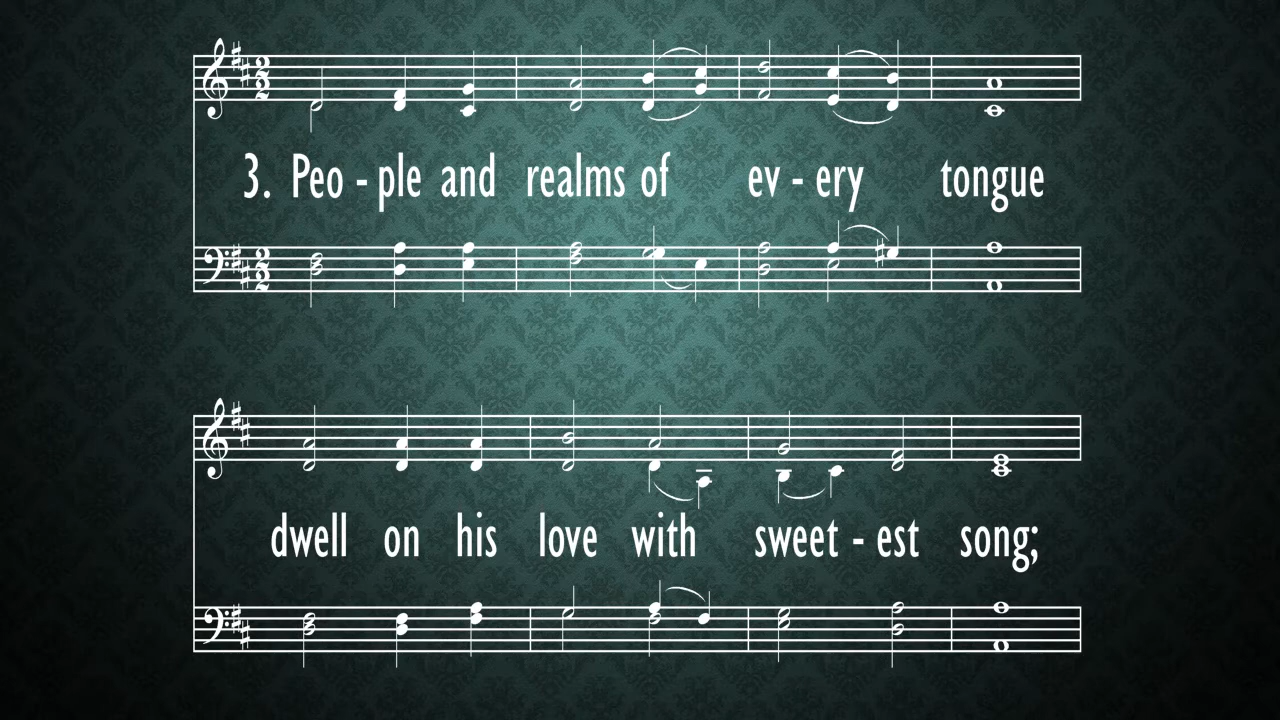 3. Peo - ple and realms of ev - ery tongue
dwell on his love with sweet - est song;